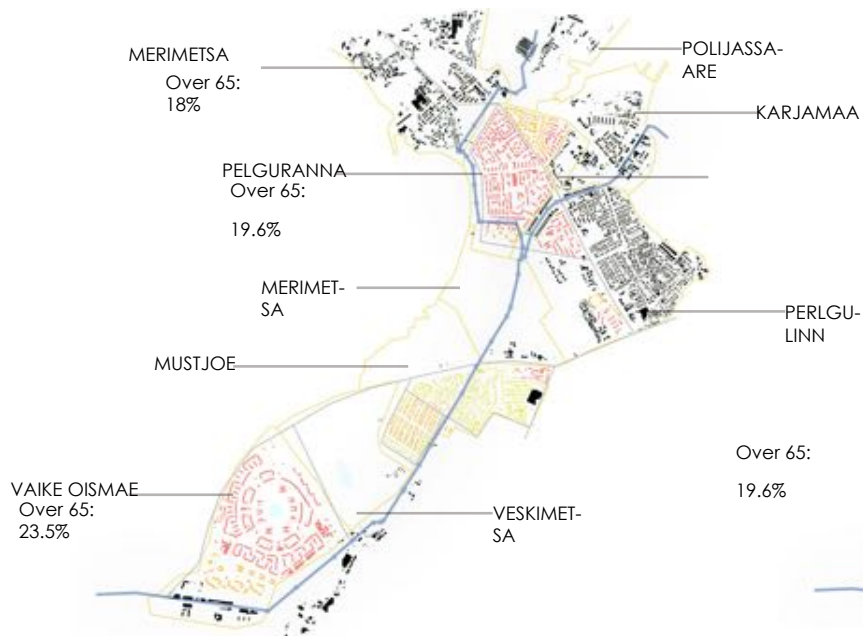 MERIMETSA
Over 65:
18%
POLIJASSA-
ARE
KARJAMAA
PELGURANNA
Over 65:
19.6%
MERIMET-
SA
PERLGU-
LINN
MUSTJOE
Over 65:
19.6%
VAIKE OISMAE
Over 65:
23.5%
VESKIMET-
SA